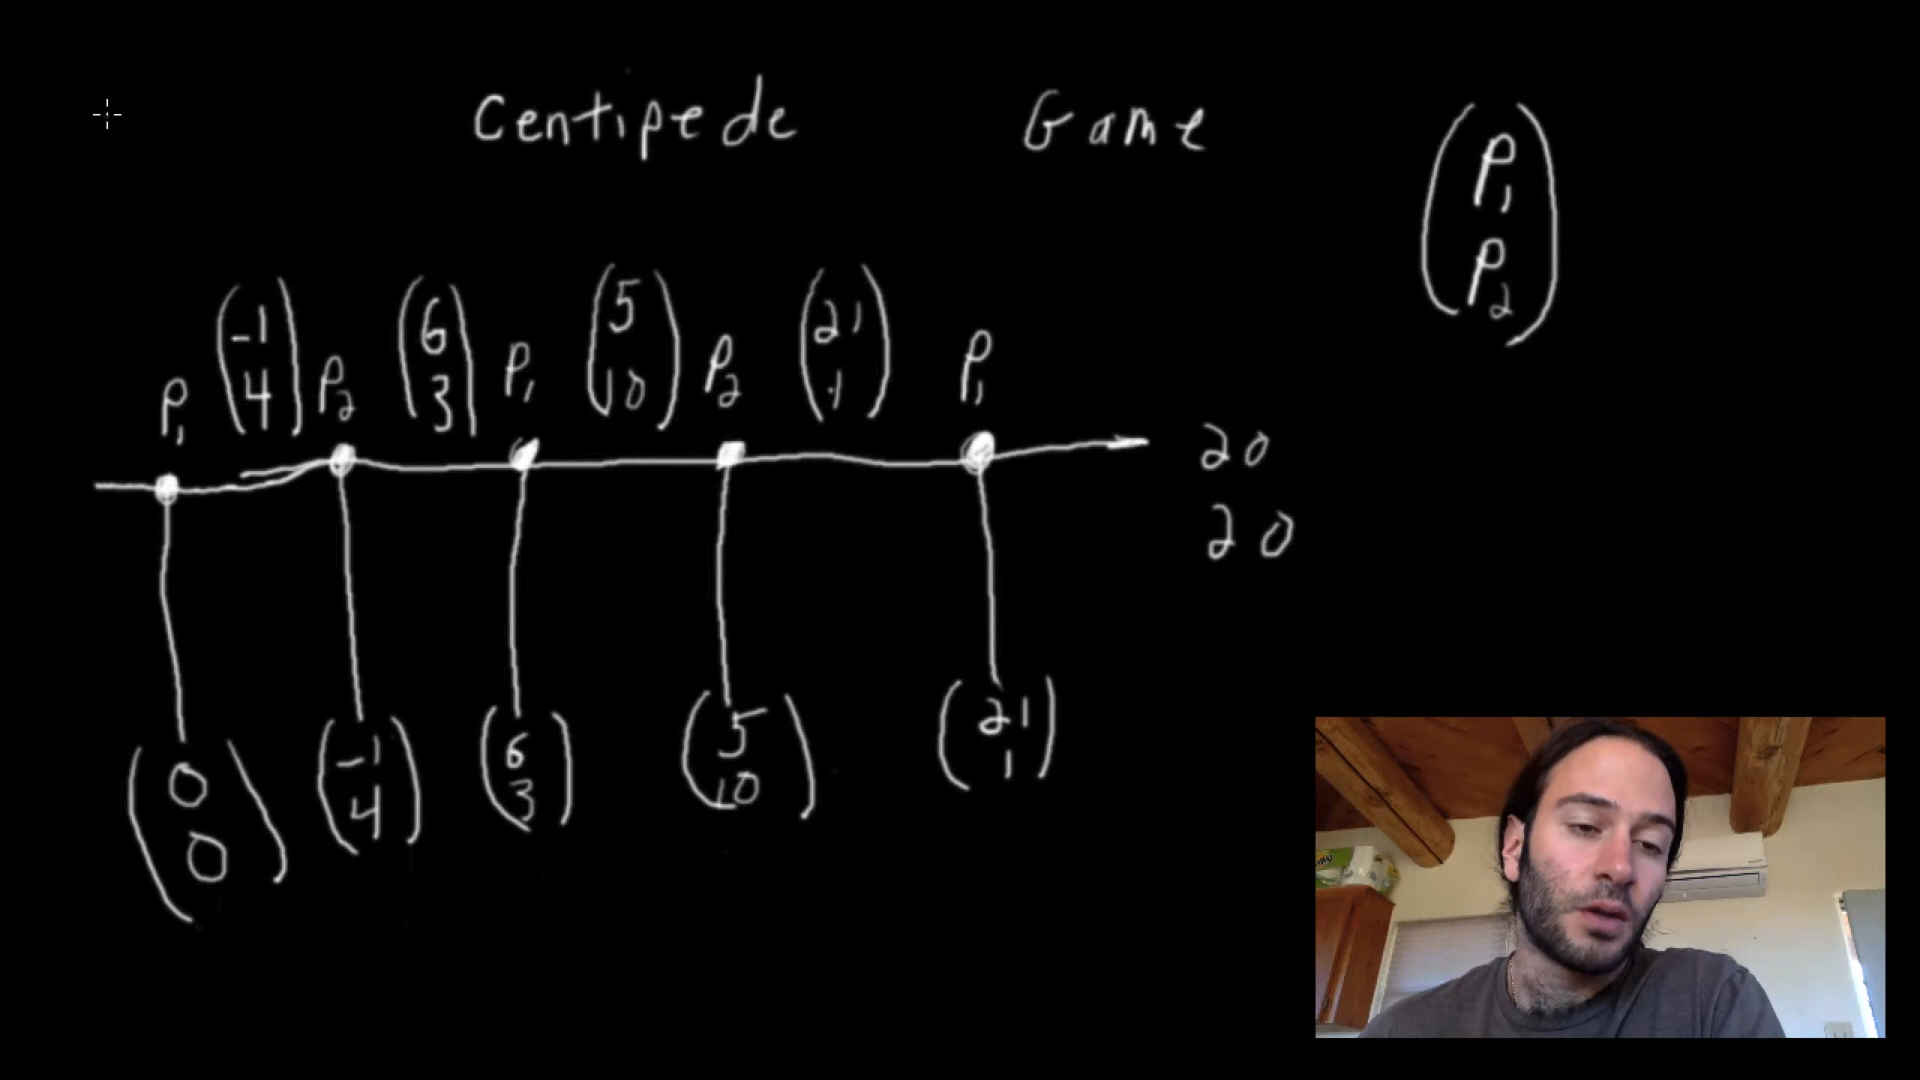 Centipede Game
(P1
P2)
P1 (-1 4) P2 (6 3) P1 (5 10) P2 (21 1) P1
20
20
(0 0) (-1 4) (6 3) (5 10) (21 1)